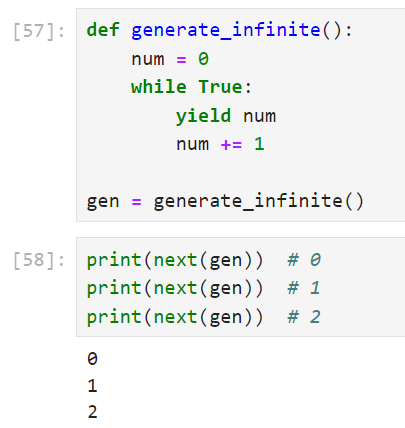 [57]: def generate_infinite():
    num = 0
    while True:
        yield num
        num += 1

gen = generate_infinite()
[58]: print(next(gen))  # 0
print(next(gen))  # 1
print(next(gen))  # 2
0
1
2